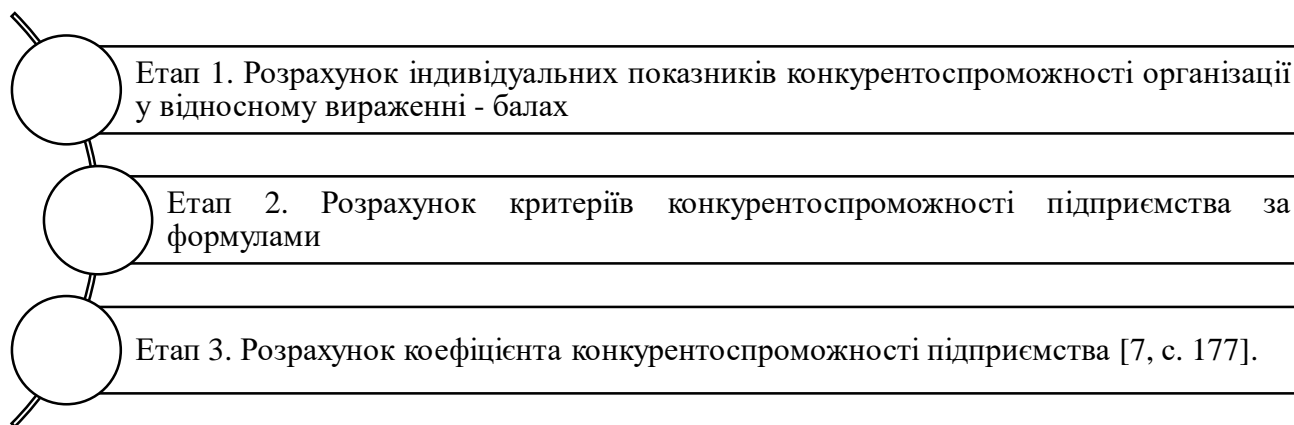 Етап 1. Розрахунок індивідуальних показників конкурентоспроможності організації
у відносному вираженні - балах
Етап 2. Розрахунок критеріїв конкурентоспроможності підприємства за
формулами
Етап 3. Розрахунок коефіцієнта конкурентоспроможності підприємства [7, с. 177].